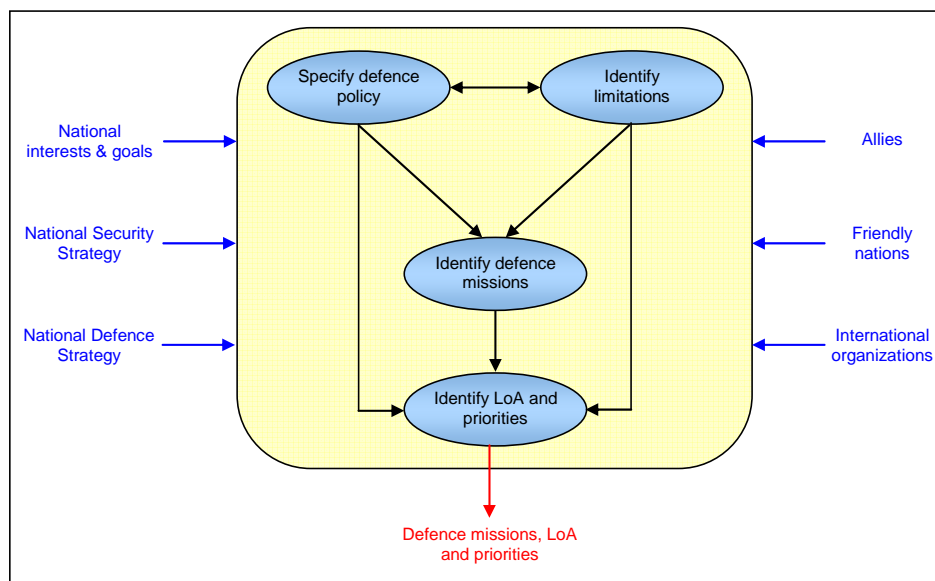 Specify defence
policy
Identify
limitations
National
interests & goals
Allies
National Security
Strategy
Friendly
nations
Identify defence
missions
National Defence
Strategy
International
organizations
Identify LoA and
priorities
Defence missions, LoA
and priorities